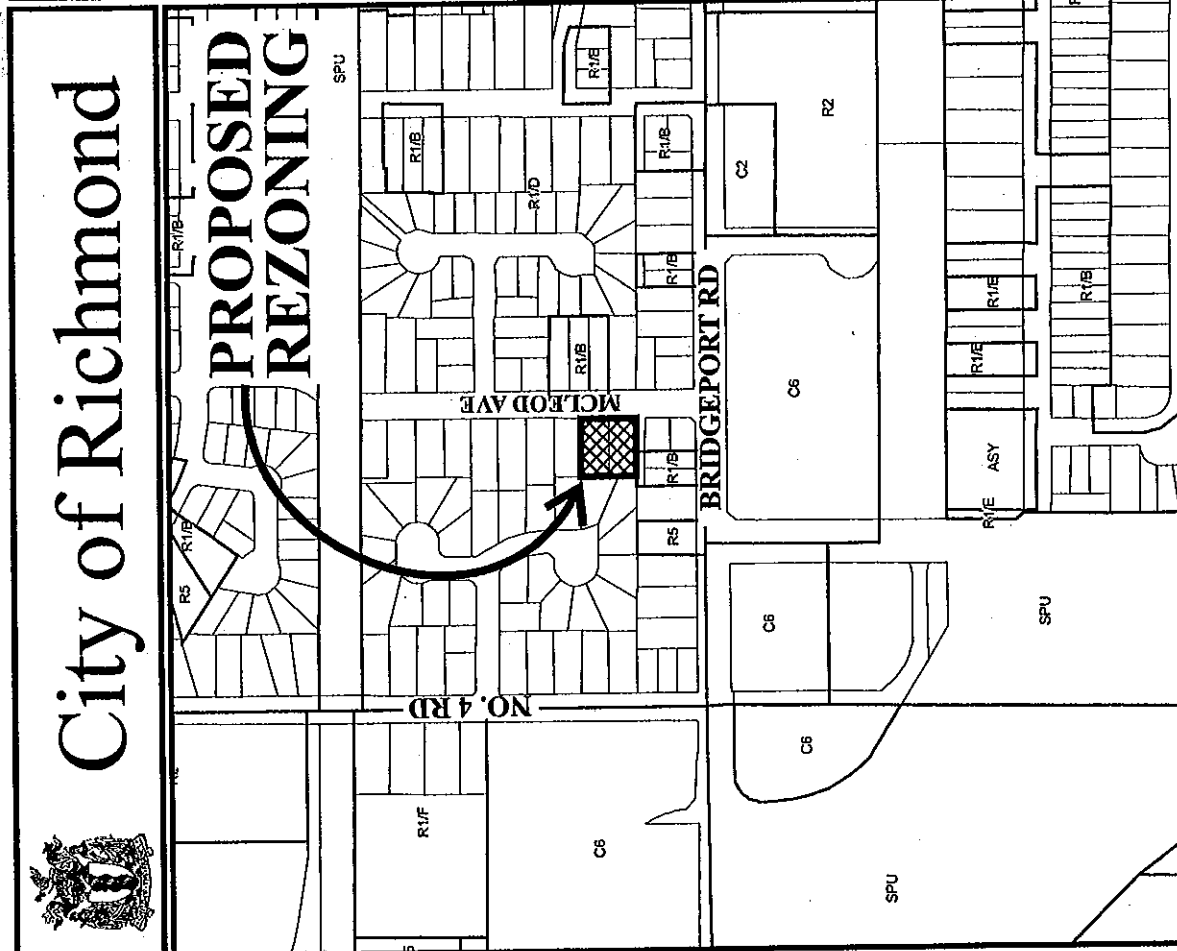 City of Richmond
PROPOSED
REZONING
SPU
R1/B
R1/B
R5
R1/B
R1/B
R1/D
R1/B
R1/B
R1/B
R1/B
R5
MCLEOD AVE
BRIDGEPORT RD
NO. 4 RD
R1/F
C6
C2
R2
C6
C6
C6
SPU
SPU
R1/E
R1/E
R1/B
ASY
R1/E